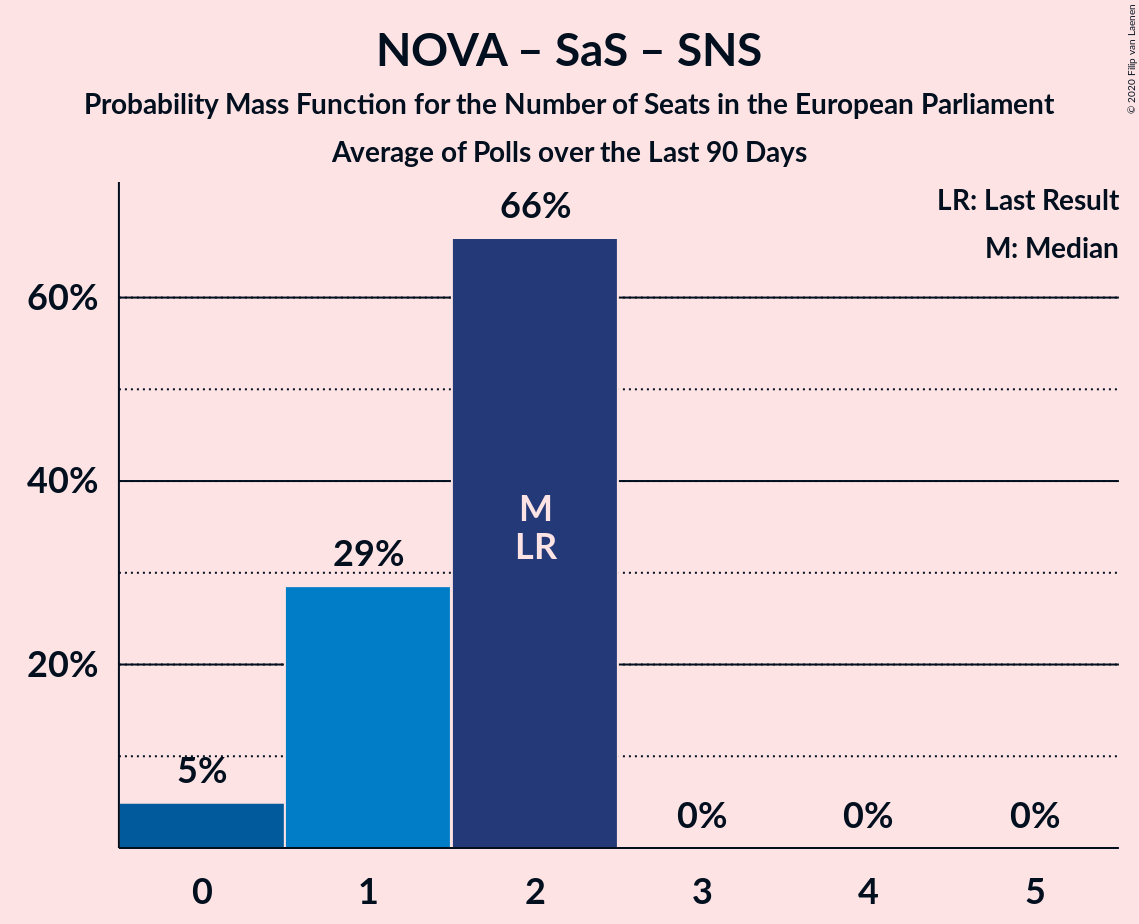 NOVA – SaS – SNS
Probability Mass Function for the Number of Seats in the European Parliament
Average of Polls over the Last 90 Days
© 2020 Filip van Laenen
LR: Last Result
M: Median
66%
60%
40%
M
LR
29%
20%
5%
0%
0%
0%
0
1
2
3
4
5